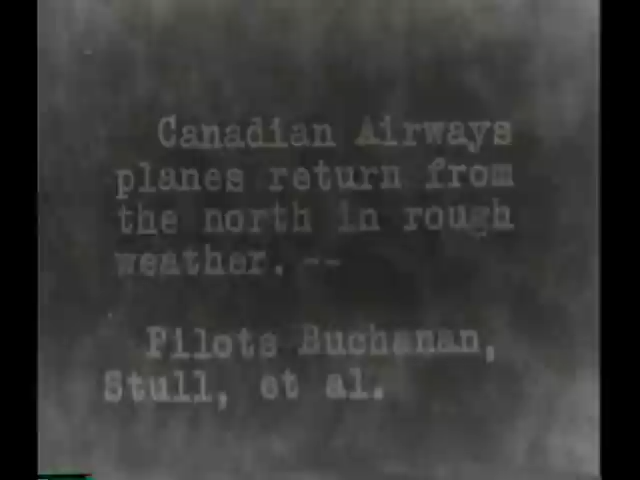 Canadian Airways
planes return from
the north in rough
weather. --
Pilots Buchanan,
Stull, et al.